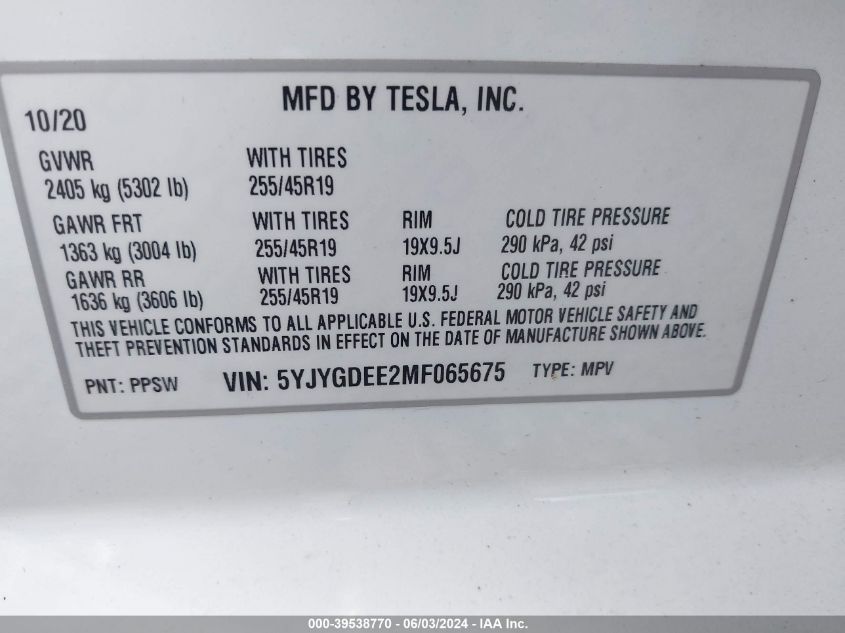 MFD BY TESLA, INC.
10/20
GVWR WITH TIRES
2405 kg (5302 lb) 255/45R19
GAWR FRT WITH TIRES RIM COLD TIRE PRESSURE
1363 kg (3004 lb) 255/45R19 19X9.5J 290 kPa, 42 psi
GAWR RR WITH TIRES RIM COLD TIRE PRESSURE
1636 kg (3606 lb) 255/45R19 19X9.5J 290 kPa, 42 psi
THIS VEHICLE CONFORMS TO ALL APPLICABLE U.S. FEDERAL MOTOR VEHICLE SAFETY AND
THEFT PREVENTION STANDARDS IN EFFECT ON THE DATE OF MANUFACTURE SHOWN ABOVE.
PNT: PPSW VIN: 5YJYGDEE2MF065675 TYPE: MPV
000-39538770 - 06/03/2024 - IAA Inc.